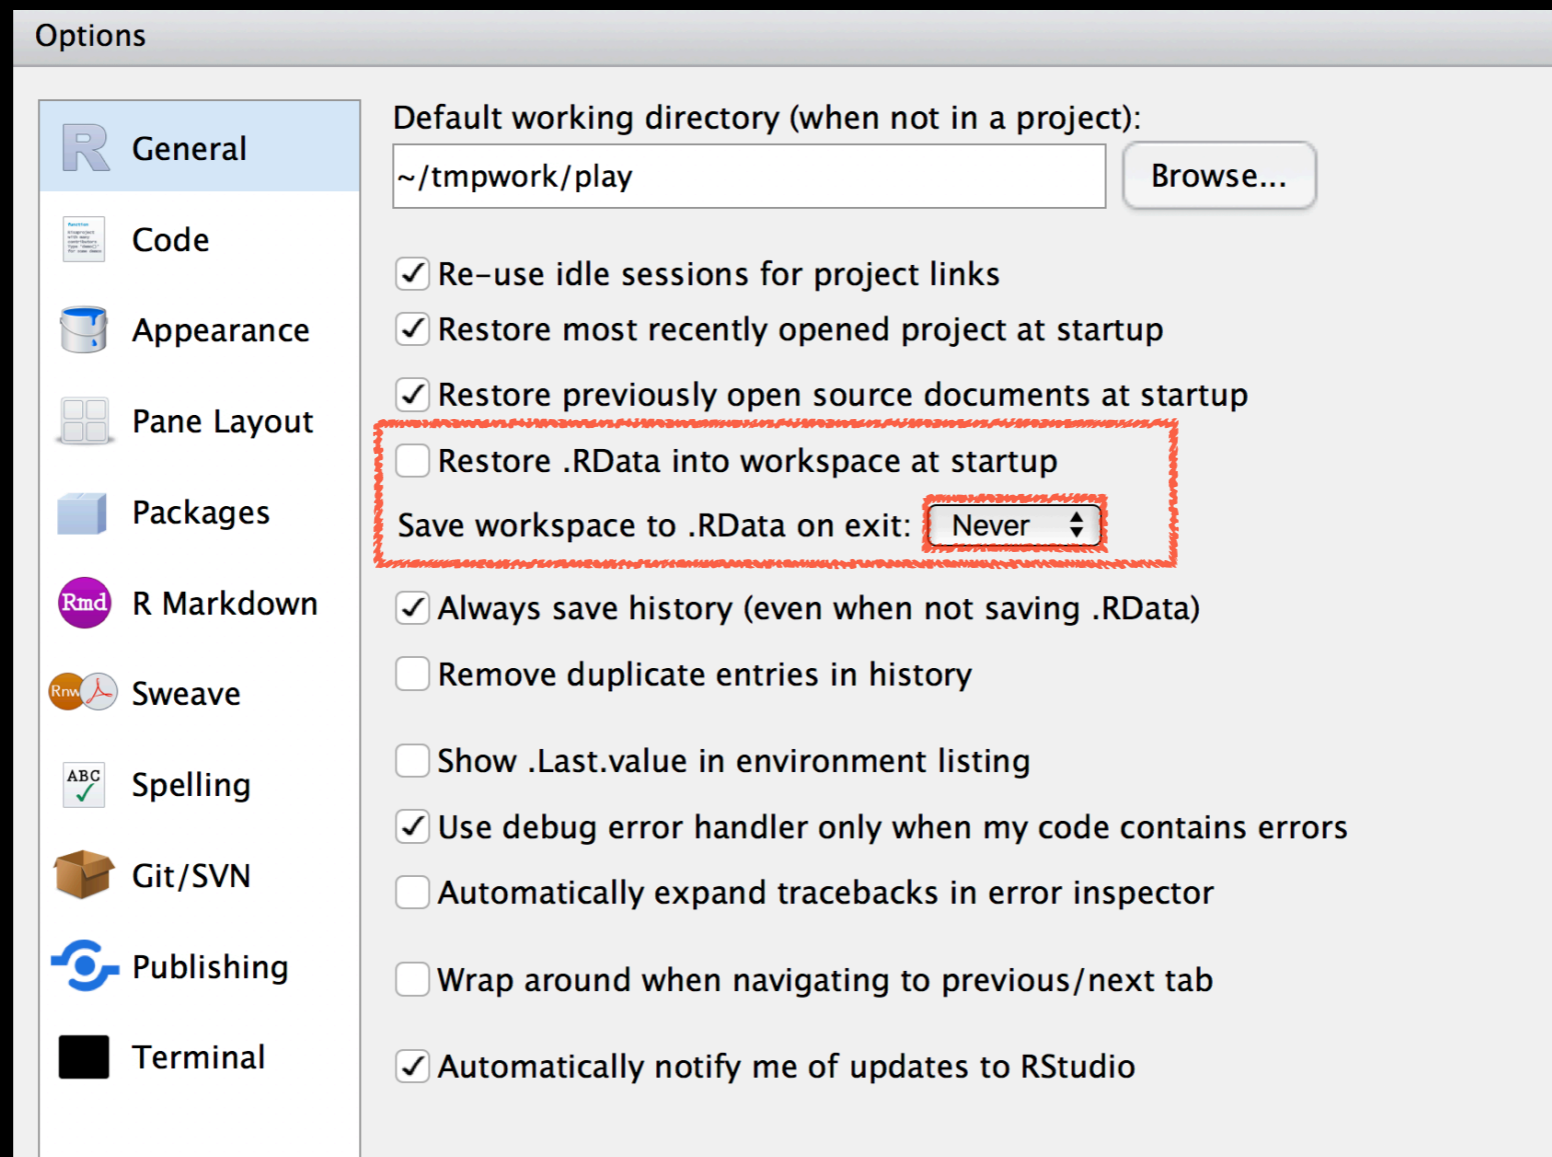 Options
General
Code
Appearance
Pane Layout
Packages
Rmd
R Markdown
Rnw
Sweave
ABC
Spelling
Git/SVN
Publishing
Terminal
Default working directory (when not in a project):
~/tmpwork/play
Browse...
Re-use idle sessions for project links
Restore most recently opened project at startup
Restore previously open source documents at startup
Restore .RData into workspace at startup
Save workspace to .RData on exit: Never
Always save history (even when not saving .RData)
Remove duplicate entries in history
Show .Last.value in environment listing
Use debug error handler only when my code contains errors
Automatically expand tracebacks in error inspector
Wrap around when navigating to previous/next tab
Automatically notify me of updates to RStudio